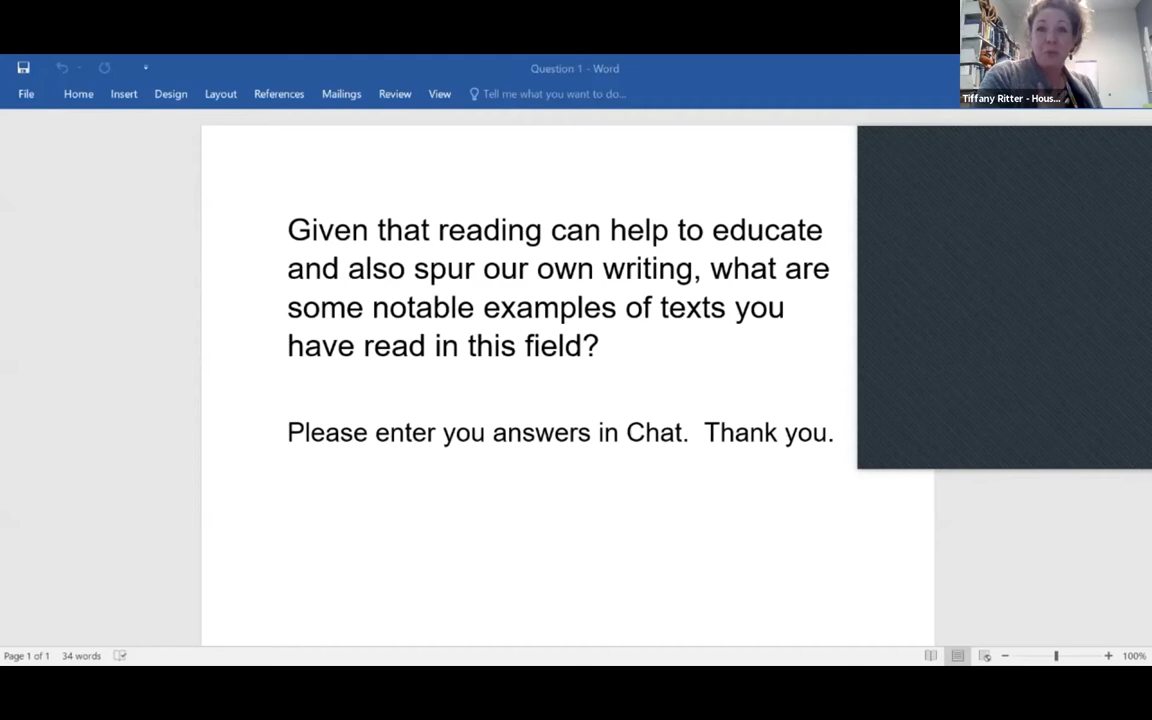 Question 1 - Word
File Home Insert Design Layout References Mailings Review View Tell me what you want to do...
Tiffany Ritter - Hous...
Given that reading can help to educate
and also spur our own writing, what are
some notable examples of texts you
have read in this field?
Please enter you answers in Chat. Thank you.
Page 1 of 1 34 words 100%